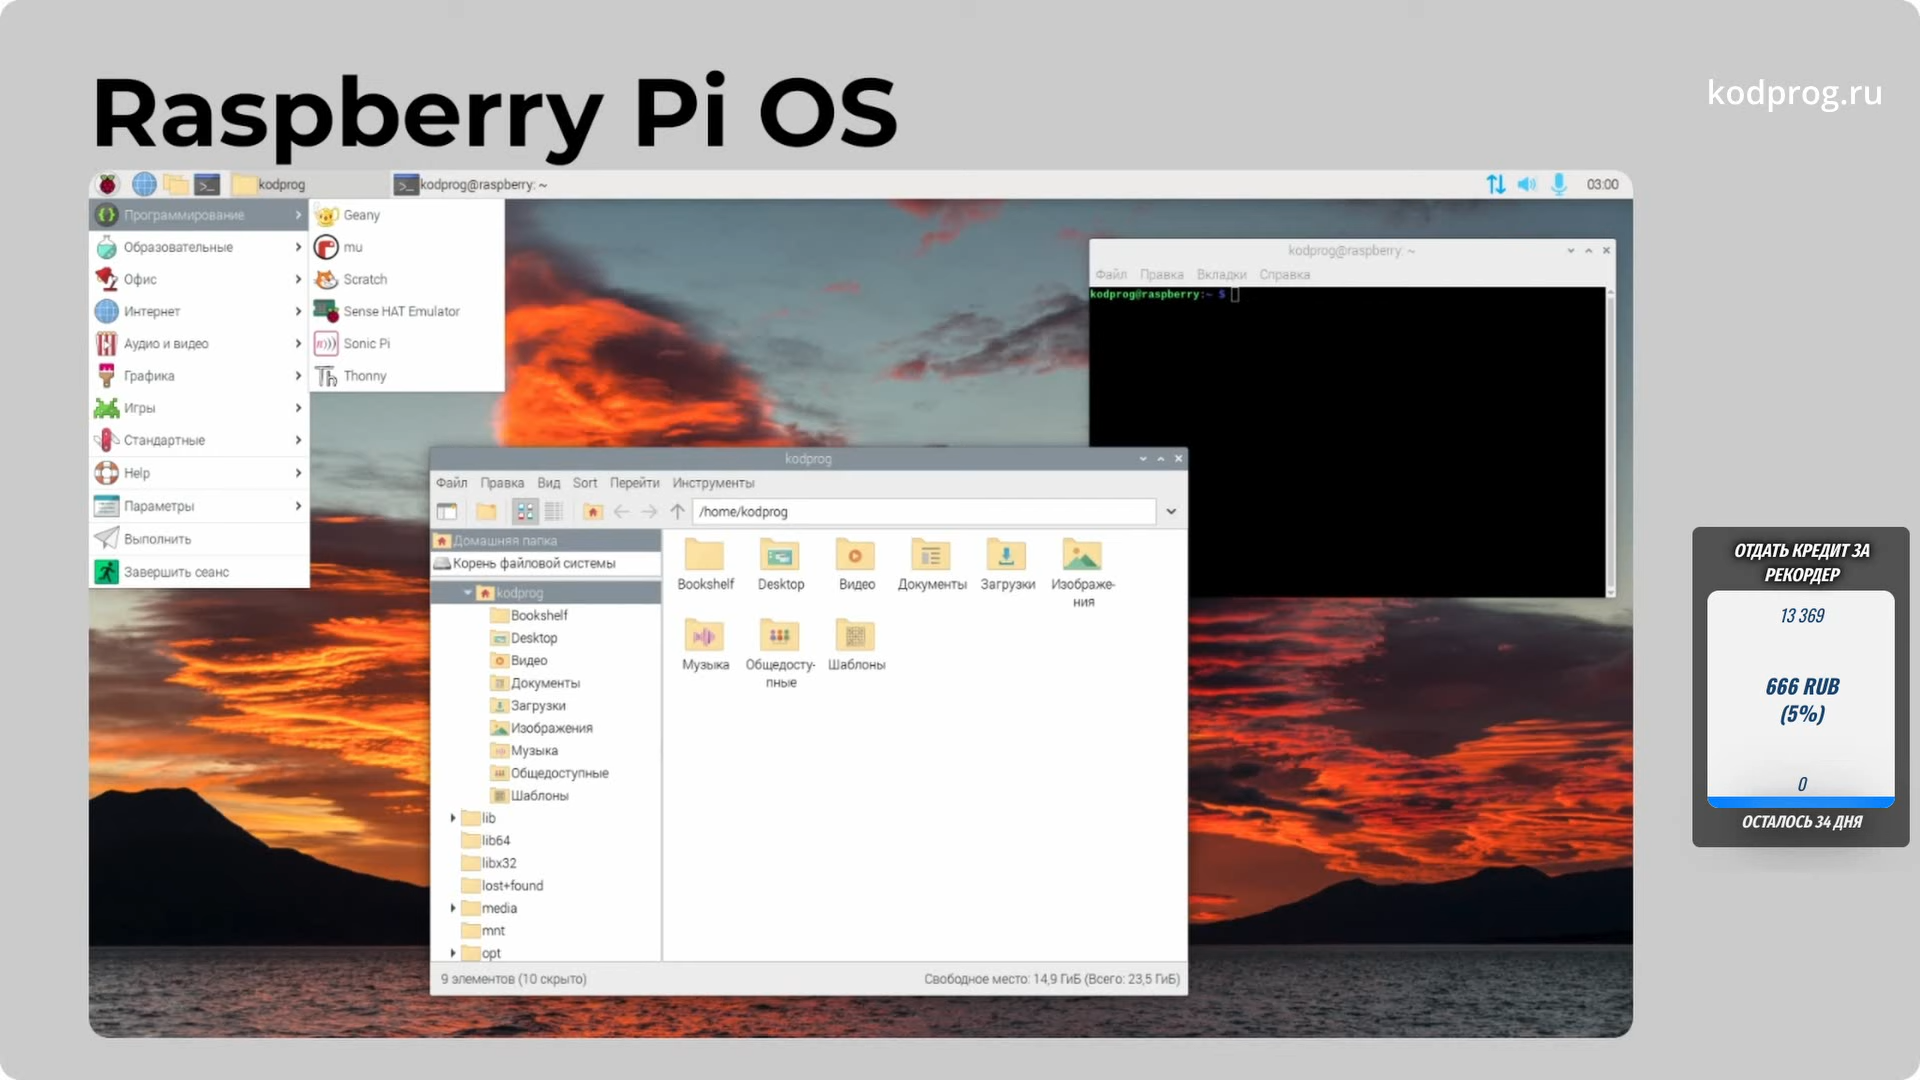 Raspberry Pi OS
kodprog.ru
kodprog
kodprog@raspberry: ~
03:00
Программирование
Образовательные
Офис
Интернет
Аудио и видео
Графика
Игры
Стандартные
Help
Параметры
Выполнить
Завершить сеанс
Geany
mu
Scratch
Sense HAT Emulator
Sonic Pi
Thonny
kodprog@raspberry: ~
Файл Правка Вкладки Справка
kodprog@raspberry:~ $
kodprog
Файл Правка Вид Sort Перейти Инструменты
/home/kodprog
Домашняя папка
Корень файловой системы
kodprog
Bookshelf
Desktop
Видео
Документы
Загрузки
Изображения
Музыка
Общедоступные
Шаблоны
lib
lib64
libx32
lost+found
media
mnt
opt
Bookshelf
Desktop
Видео
Документы
Загрузки
Изображе-
ния
Музыка
Общедосту-
пные
Шаблоны
9 элементов (10 скрыто)
Свободное место: 14,9 ГиБ (Всего: 23,5 ГиБ)
ОТДАТЬ КРЕДИТ ЗА
РЕКОРДЕР
13 369
666 RUB
(5%)
0
ОСТАЛОСЬ 34 ДНЯ